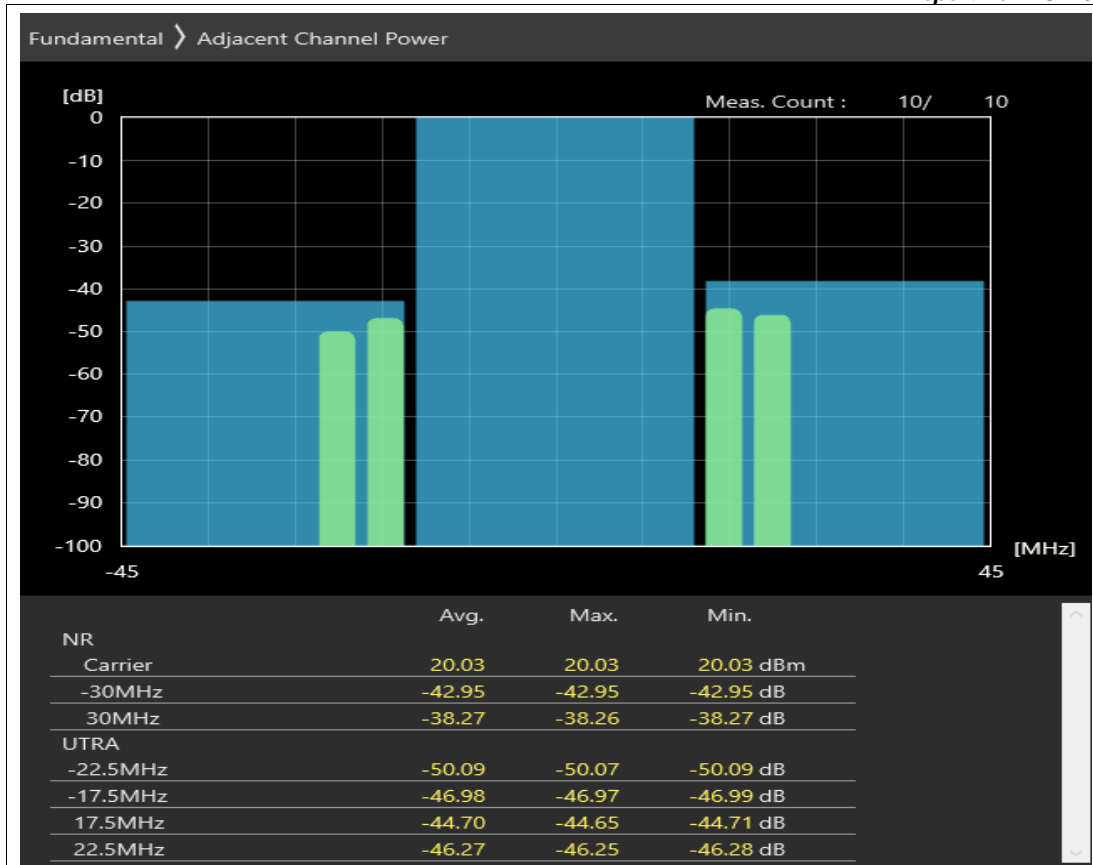 Fundamental ❯ Adjacent Channel Power
[dB]
Meas. Count : 10/ 10
0
-10
-20
-30
-40
-50
-60
-70
-80
-90
-100
[MHz]
-45 45
Avg. Max. Min.
NR
Carrier 20.03 20.03 20.03 dBm
-30MHz -42.95 -42.95 -42.95 dB
30MHz -38.27 -38.26 -38.27 dB
UTRA
-22.5MHz -50.09 -50.07 -50.09 dB
-17.5MHz -46.98 -46.97 -46.99 dB
17.5MHz -44.70 -44.65 -44.71 dB
22.5MHz -46.27 -46.25 -46.28 dB